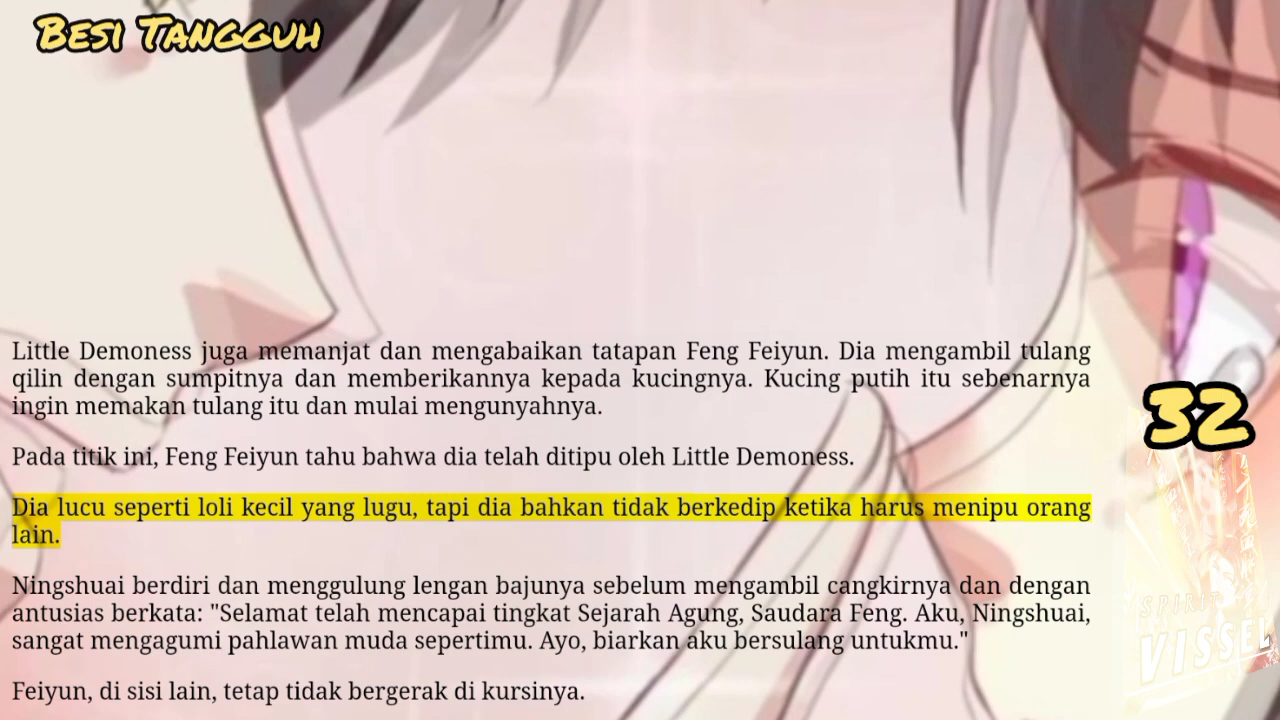 Besi Tangguh
Little Demoness juga memanjat dan mengabaikan tatapan Feng Feiyun. Dia mengambil tulang
qilin dengan sumpitnya dan memberikannya kepada kucingnya. Kucing putih itu sebenarnya
ingin memakan tulang itu dan mulai mengunyahnya.
Pada titik ini, Feng Feiyun tahu bahwa dia telah ditipu oleh Little Demoness.
Dia lucu seperti loli kecil yang lugu, tapi dia bahkan tidak berkedip ketika harus menipu orang
lain.
Ningshuai berdiri dan menggulung lengan bajunya sebelum mengambil cangkirnya dan dengan
antusias berkata: "Selamat telah mencapai tingkat Sejarah Agung, Saudara Feng. Aku, Ningshuai,
sangat mengagumi pahlawan muda sepertimu. Ayo, biarkan aku bersulang untukmu."
Feiyun, di sisi lain, tetap tidak bergerak di kursinya.
32
SPIRIT
VISSEL